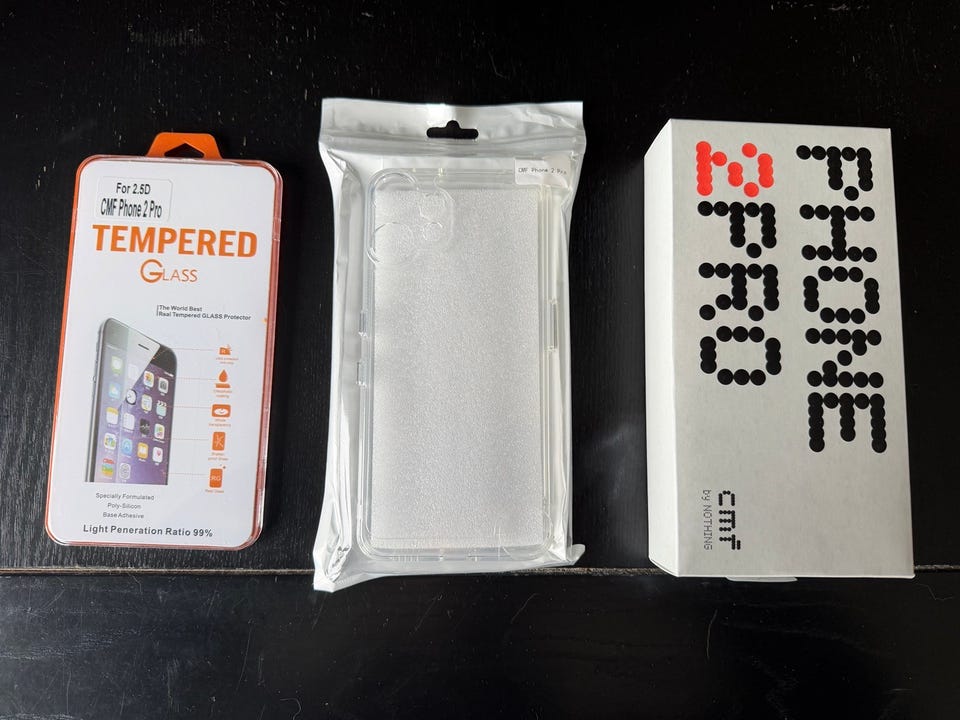 For 2.5D
CMF Phone 2 Pro
TEMPERED
GLASS
The World Best
Real Tempered GLASS Protector
RG
Specially Formulated
Poly-Silicon
Base Adhesive
Light Peneration Ratio 99%
CMF Phone 2 Pro
PHONE
2 PRO
cmf
by NOTHING